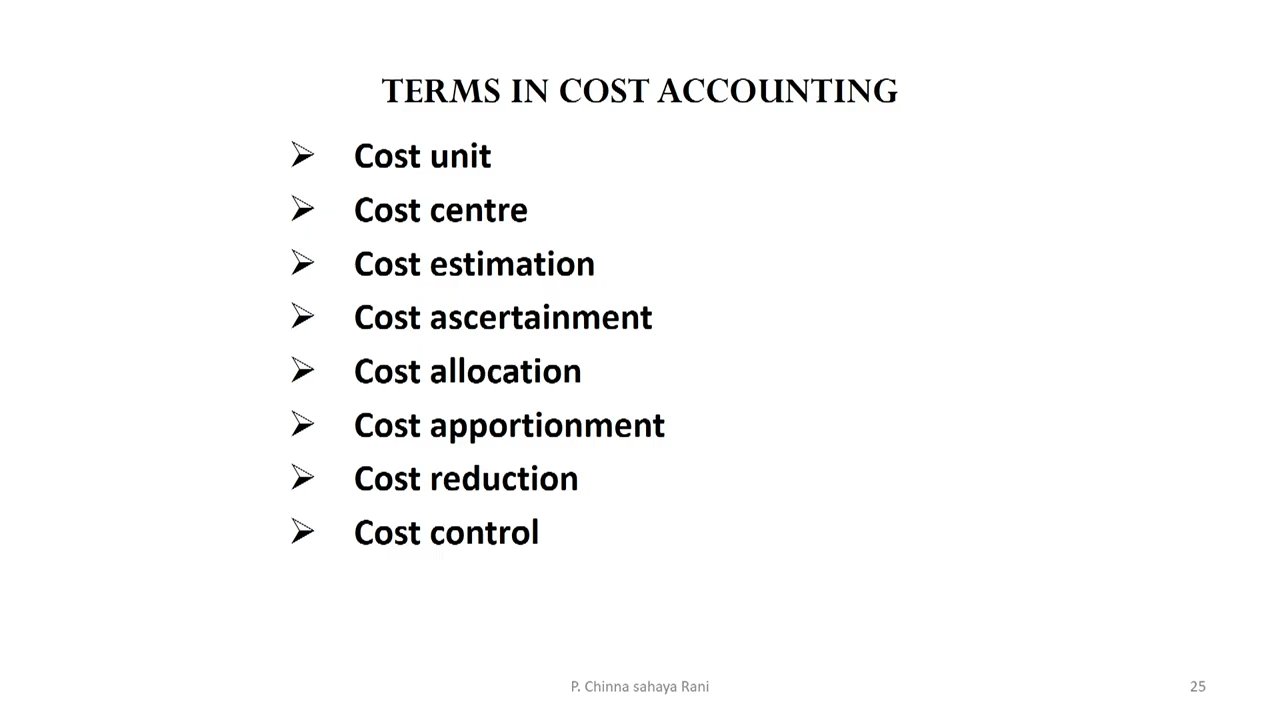 TERMS IN COST ACCOUNTING
➢ Cost unit
➢ Cost centre
➢ Cost estimation
➢ Cost ascertainment
➢ Cost allocation
➢ Cost apportionment
➢ Cost reduction
➢ Cost control
P. Chinna sahaya Rani
25